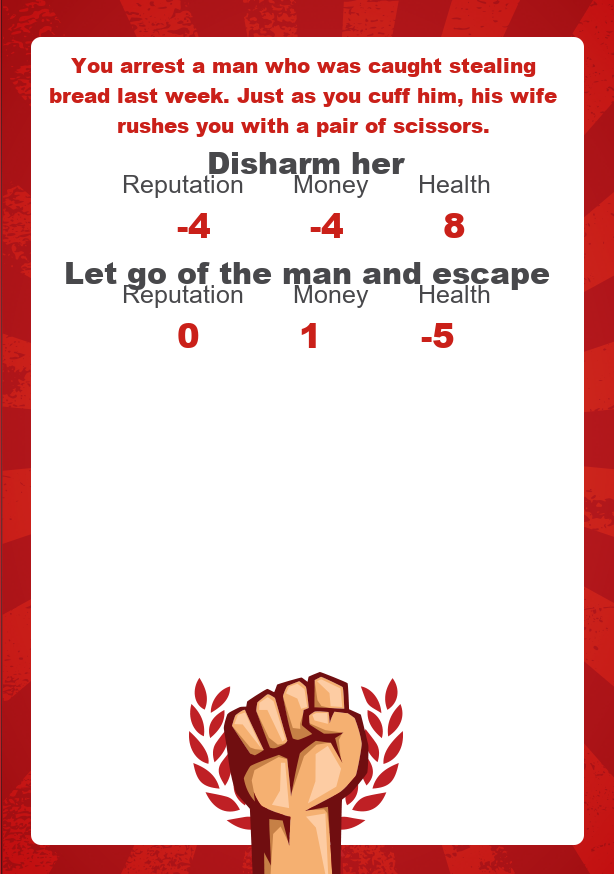 You arrest a man who was caught stealing
bread last week. Just as you cuff him, his wife
rushes you with a pair of scissors.
Disharm her
Reputation Money Health
-4 -4 8
Let go of the man and escape
Reputation Money Health
0 1 -5